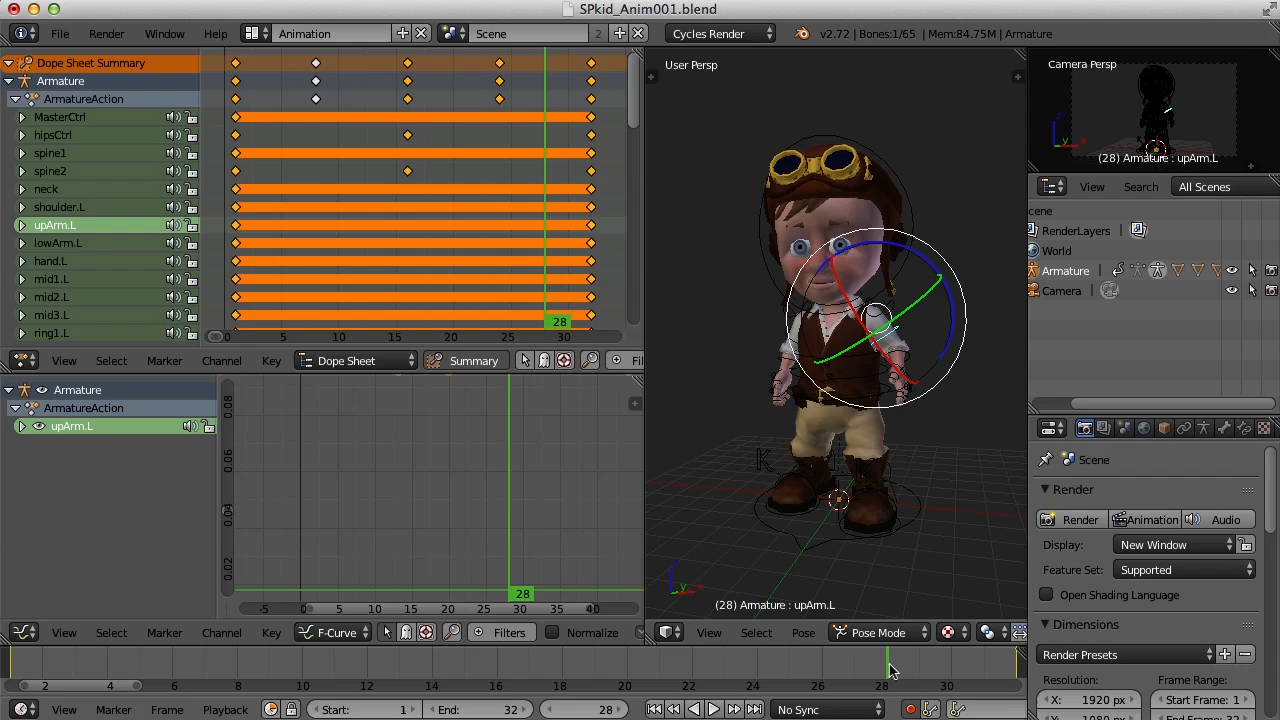 SPkid_Anim001.blend
File Render Window Help Animation Scene 2 Cycles Render v2.72 | Bones:1/65 | Mem:84.75M | Armature
Dope Sheet Summary
Armature
ArmatureAction
MasterCtrl
hipsCtrl
spine1
spine2
neck
shoulder.L
upArm.L
lowArm.L
hand.L
mid1.L
mid2.L
mid3.L
ring1.L
28
0 5 10 15 20 25 30
View Select Marker Channel Key Dope Sheet Summary Fil
Armature
ArmatureAction
upArm.L
0.08
0.06
0.04
0.02
28
-5 0 5 10 15 20 25 30 35 40
View Select Marker Channel Key F-Curve Filters Normalize
User Persp
K K
(28) Armature : upArm.L
View Select Pose Pose Mode
Camera Persp
(28) Armature : upArm.L
View Search All Scenes
cene
RenderLayers
World
Armature
Camera
Scene
Render
Render Animation Audio
Display: New Window
Feature Set: Supported
Open Shading Language
Dimensions
Render Presets
Resolution: Frame Range:
X: 1920 px Start Frame: 1
2 4 6 8 10 12 14 16 18 20 22 24 26 28 30
View Marker Frame Playback Start: 1 End: 32 28 No Sync